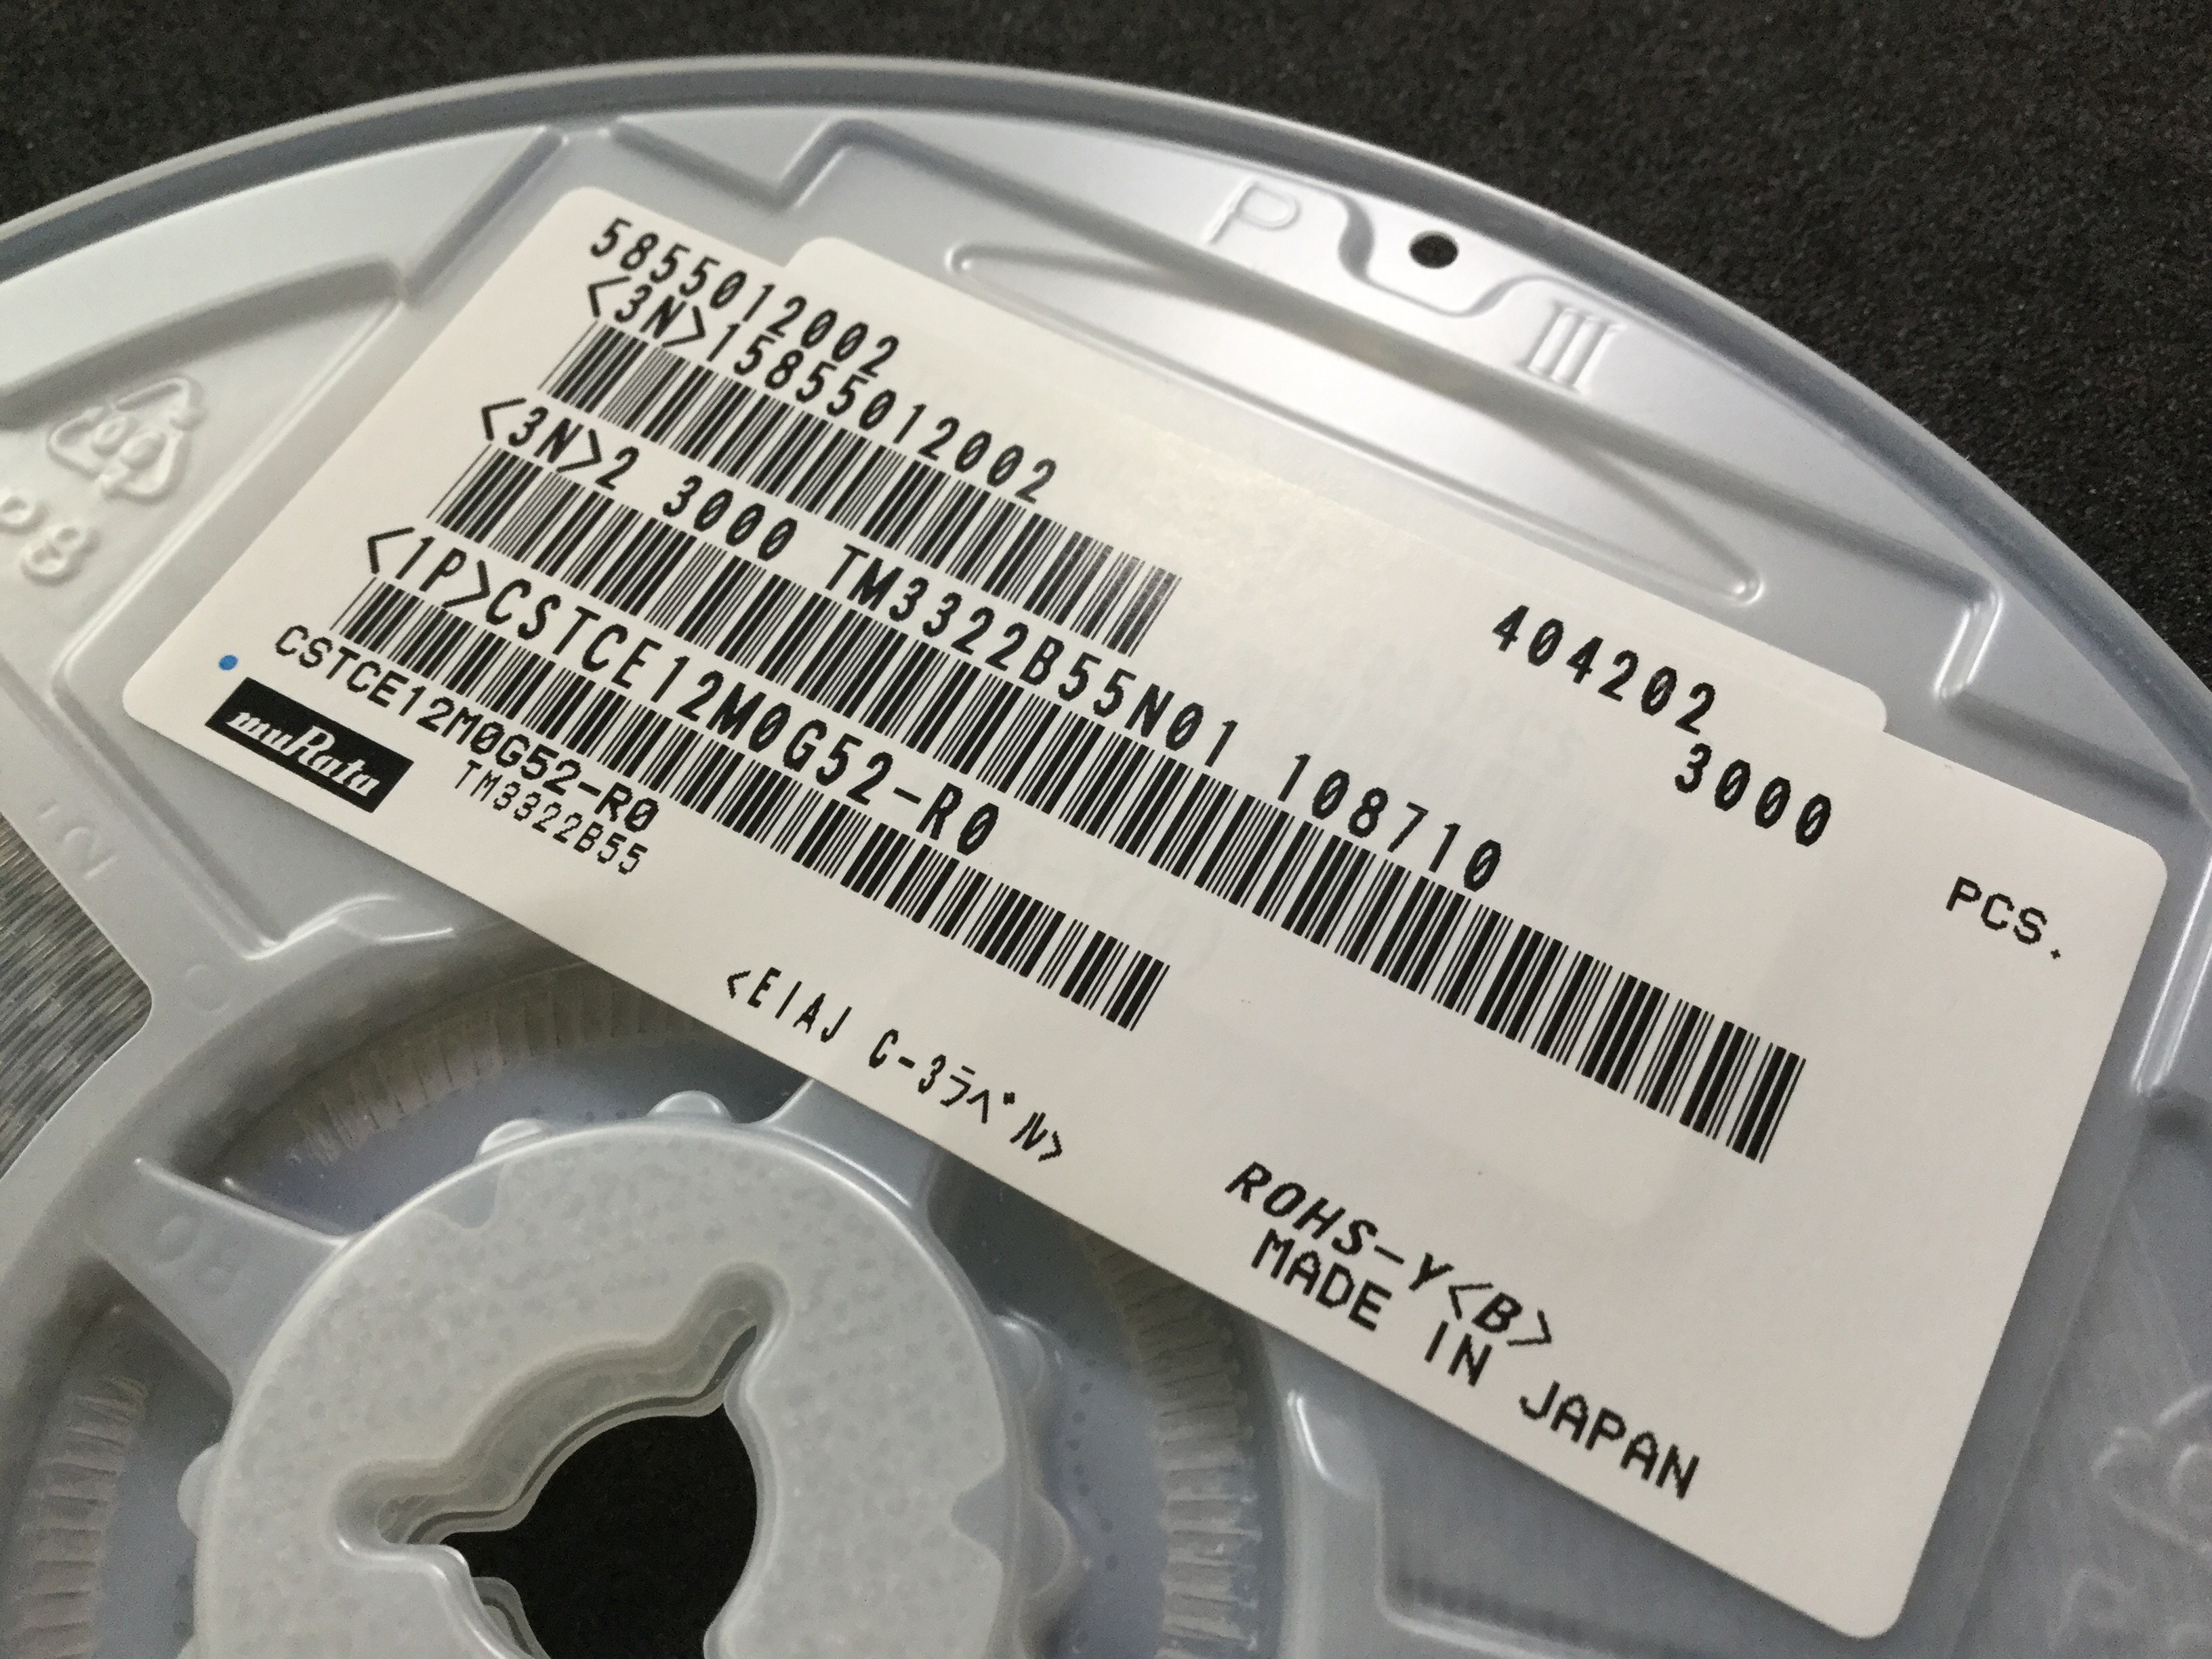 P III
5855012002
404202
<3N>15855012002
3000 PCS.
<3N>2 3000 TM3322B55N01 108710
<1P>CSTCE12M0G52-R0
CSTCE12M0G52-R0
muRata
TM3322B55
<EIAJ C-3ラベル>
ROHS-Y<B>
MADE IN JAPAN